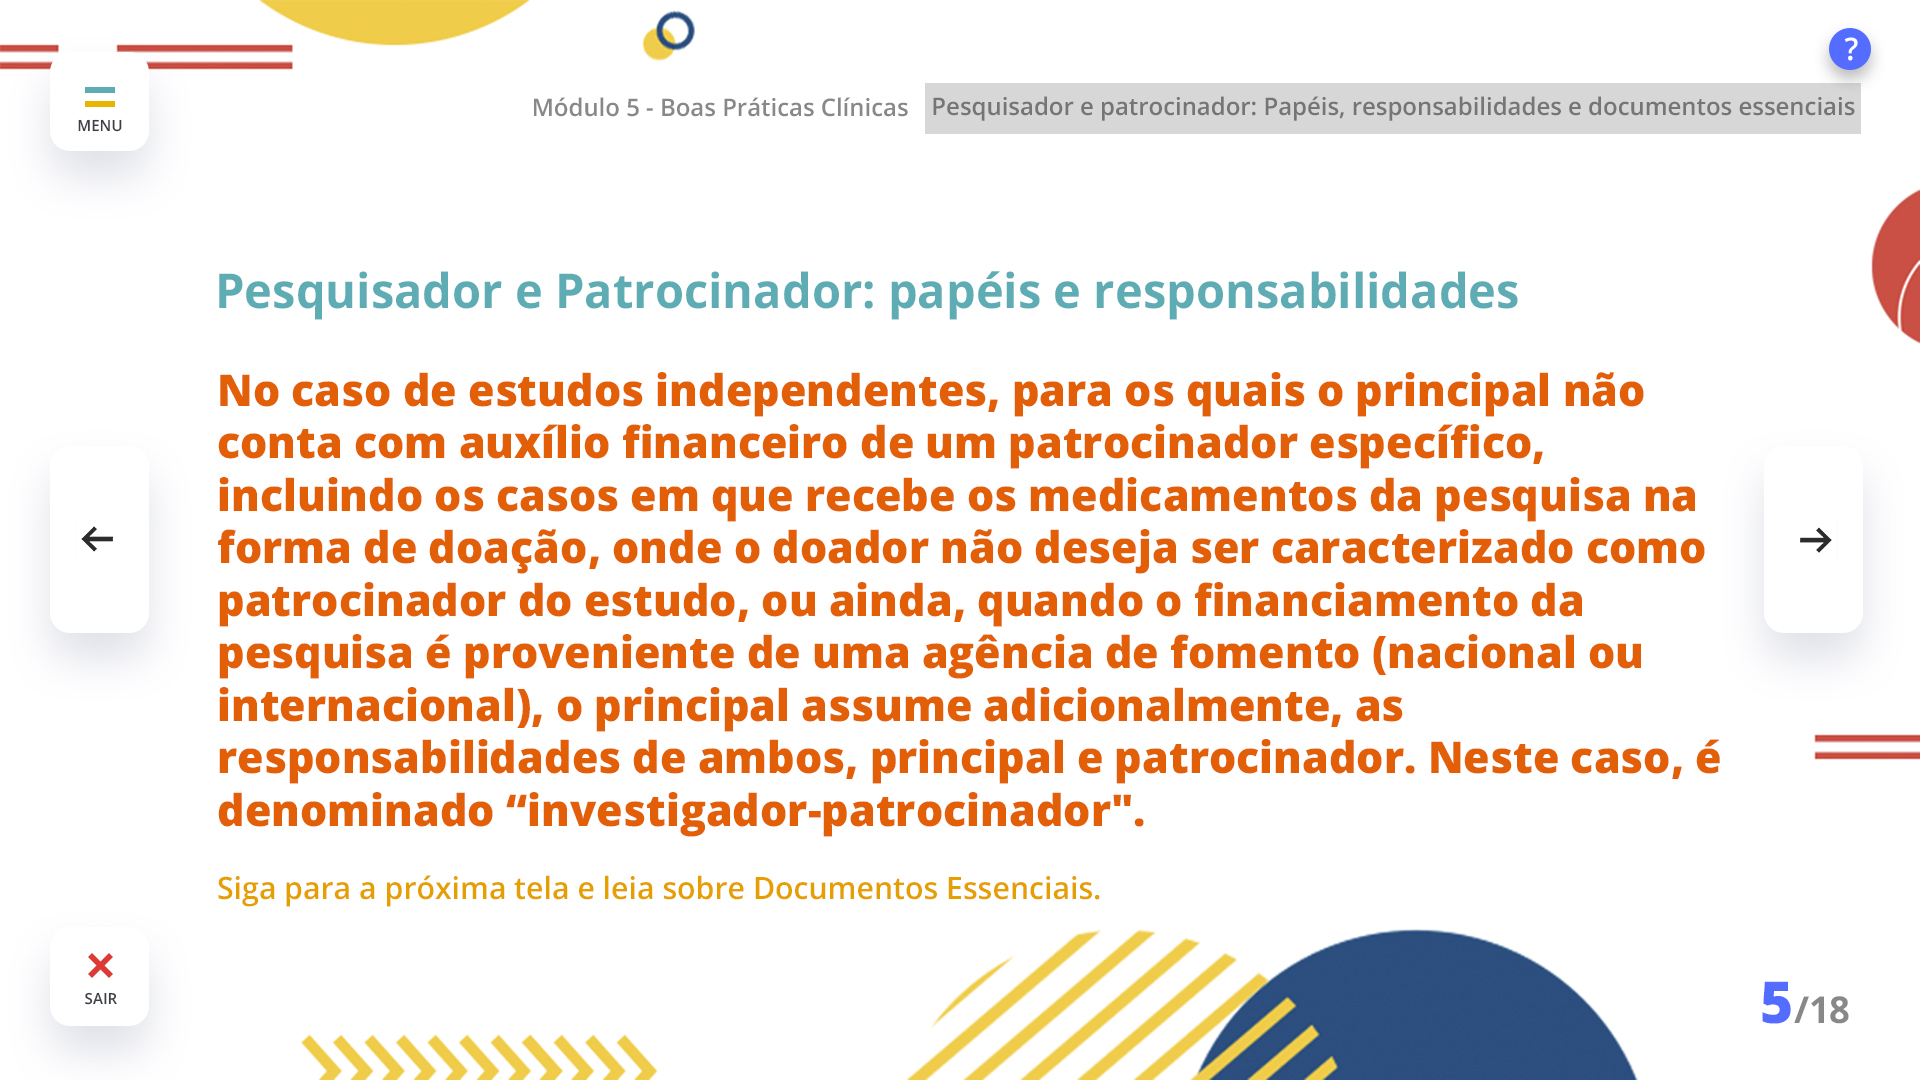 ?
Módulo 5 - Boas Práticas Clínicas
Pesquisador e patrocinador: Papéis, responsabilidades e documentos essenciais
MENU
Pesquisador e Patrocinador: papéis e responsabilidades
No caso de estudos independentes, para os quais o principal não
conta com auxílio financeiro de um patrocinador específico,
incluindo os casos em que recebe os medicamentos da pesquisa na
forma de doação, onde o doador não deseja ser caracterizado como
patrocinador do estudo, ou ainda, quando o financiamento da
pesquisa é proveniente de uma agência de fomento (nacional ou
internacional), o principal assume adicionalmente, as
responsabilidades de ambos, principal e patrocinador. Neste caso, é
denominado “investigador-patrocinador".
Siga para a próxima tela e leia sobre Documentos Essenciais.
SAIR
5/18